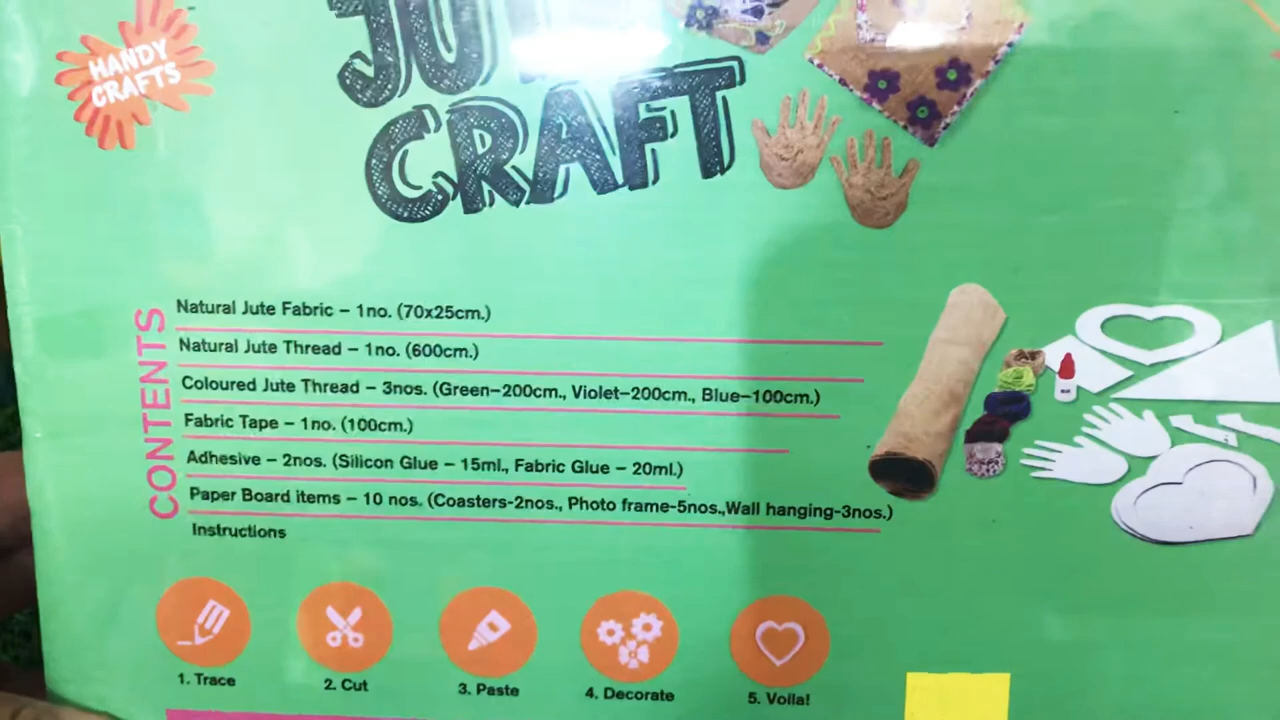 HANDY
CRAFTS
JU
CRAFT
CONTENTS
Natural Jute Fabric – 1no. (70x25cm.)
Natural Jute Thread – 1no. (600cm.)
Coloured Jute Thread – 3nos. (Green–200cm., Violet–200cm., Blue–100cm.)
Fabric Tape – 1no. (100cm.)
Adhesive – 2nos. (Silicon Glue – 15ml., Fabric Glue – 20ml.)
Paper Board items – 10 nos. (Coasters-2nos., Photo frame-5nos.,Wall hanging-3nos.)
Instructions
1. Trace
2. Cut
3. Paste
4. Decorate
5. Voila!